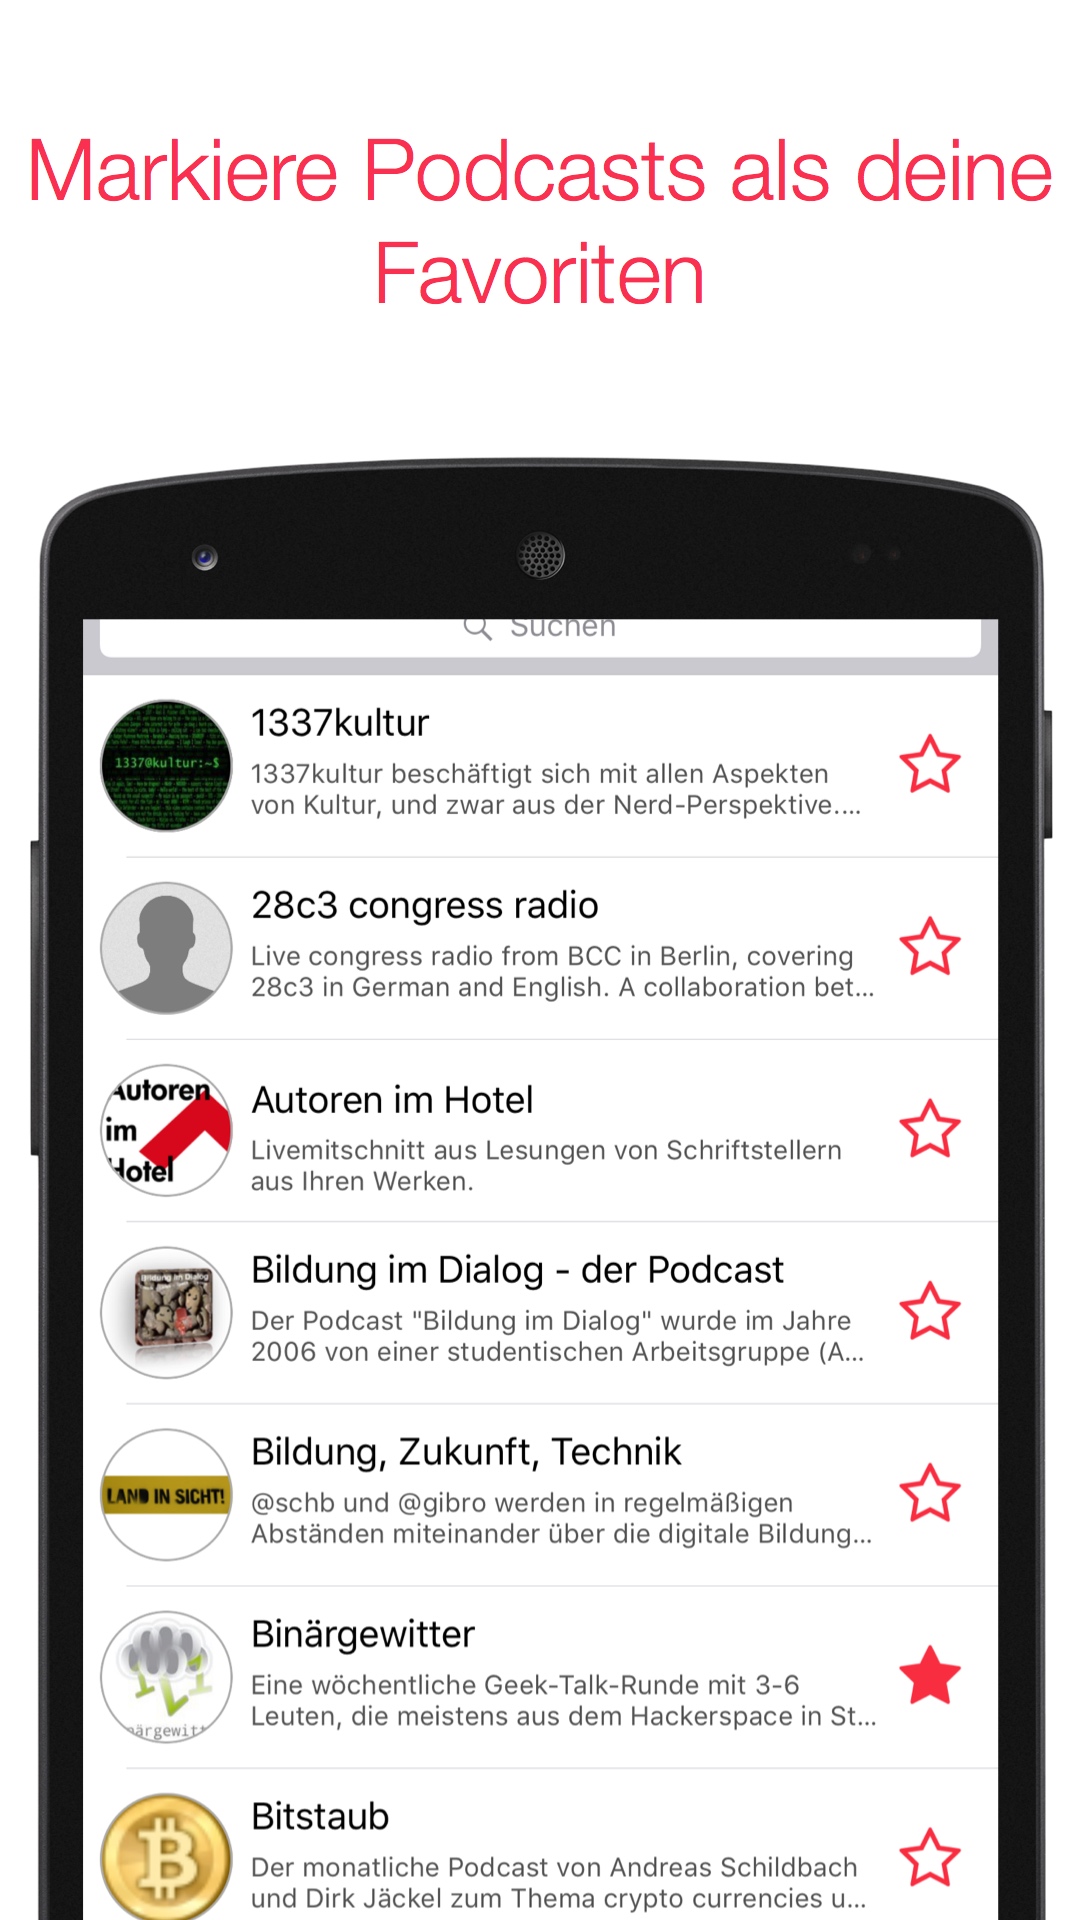 Markiere Podcasts als deine
Favoriten
Suchen
1337@kultur:~$
1337kultur
1337kultur beschäftigt sich mit allen Aspekten
von Kultur, und zwar aus der Nerd-Perspektive....
28c3 congress radio
Live congress radio from BCC in Berlin, covering
28c3 in German and English. A collaboration bet...
Autoren
im
Hotel
Autoren im Hotel
Livemitschnitt aus Lesungen von Schriftstellern
aus Ihren Werken.
Bildung im Dialog
Bildung im Dialog - der Podcast
Der Podcast "Bildung im Dialog" wurde im Jahre
2006 von einer studentischen Arbeitsgruppe (A...
LAND IN SICHT!
Bildung, Zukunft, Technik
@schb und @gibro werden in regelmäßigen
Abständen miteinander über die digitale Bildung...
närgewitt
Binärgewitter
Eine wöchentliche Geek-Talk-Runde mit 3-6
Leuten, die meistens aus dem Hackerspace in St...
Bitstaub
Der monatliche Podcast von Andreas Schildbach
und Dirk Jäckel zum Thema crypto currencies u...